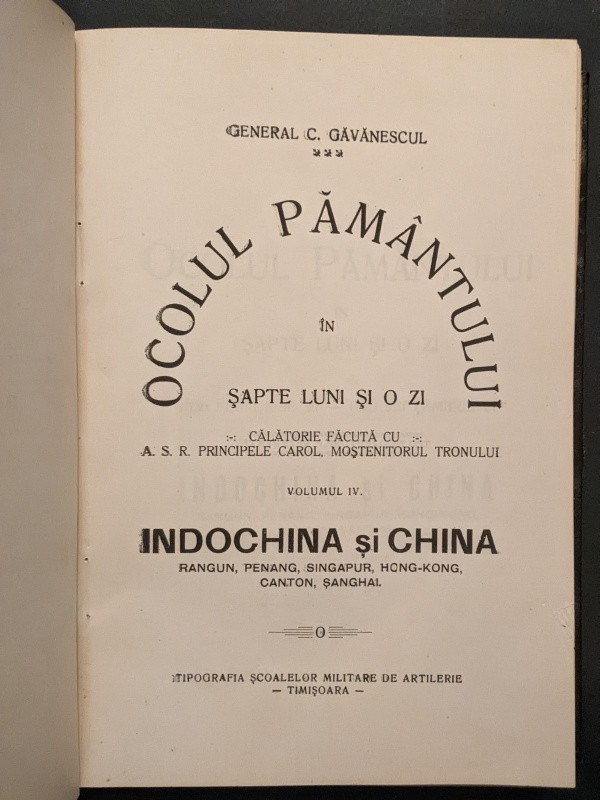 GENERAL C. GĂVĂNESCUL
OCOLUL PĂMÂNTULUI
ÎN
ŞAPTE LUNI ŞI O ZI
CĂLĂTORIE FĂCUTĂ CU
A. S. R. PRINCIPELE CAROL, MOŞTENITORUL TRONULUI
VOLUMUL IV.
INDOCHINA şi CHINA
RANGUN, PENANG, SINGAPUR, HONG-KONG,
CANTON, ŞANGHAI.
TIPOGRAFIA ŞCOALELOR MILITARE DE ARTILERIE
— TIMIŞOARA —